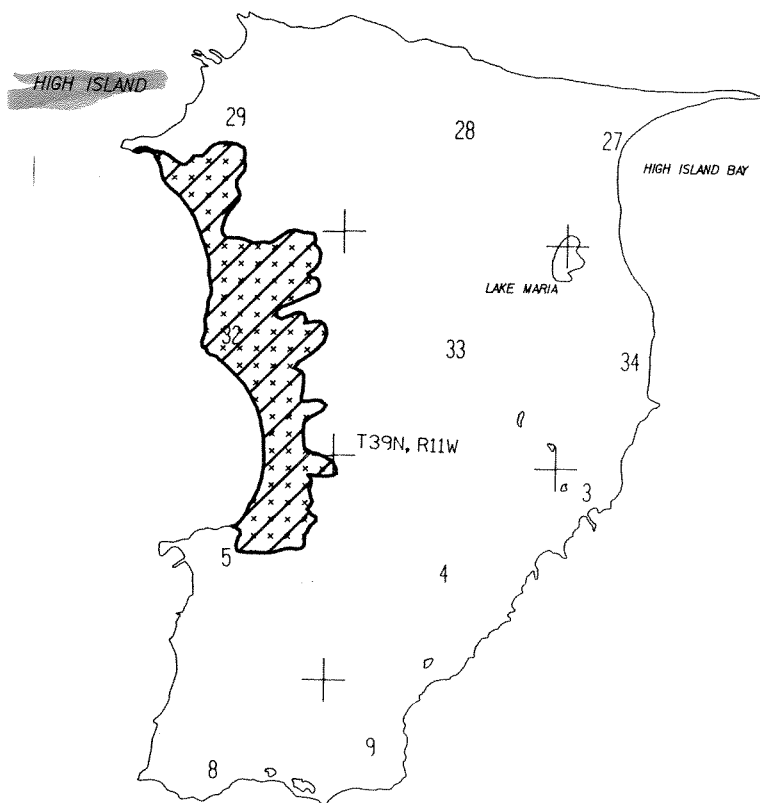 HIGH ISLAND
29
28
27
HIGH ISLAND BAY
LAKE MARIA
32
33
34
T39N, R11W
3
5
4
9
8